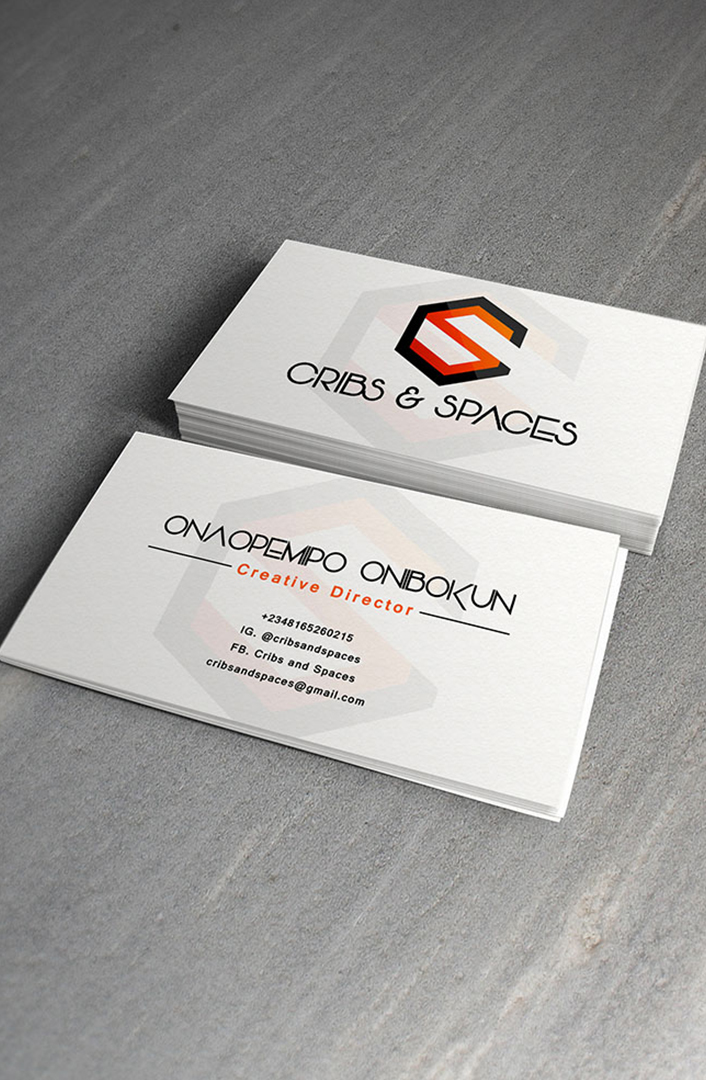 CRIBS & SPACES
ONAOPEMIPO ONIBOKUN
Creative Director
+2348165260215
IG. @cribsandspaces
FB. Cribs and Spaces
cribsandspaces@gmail.com